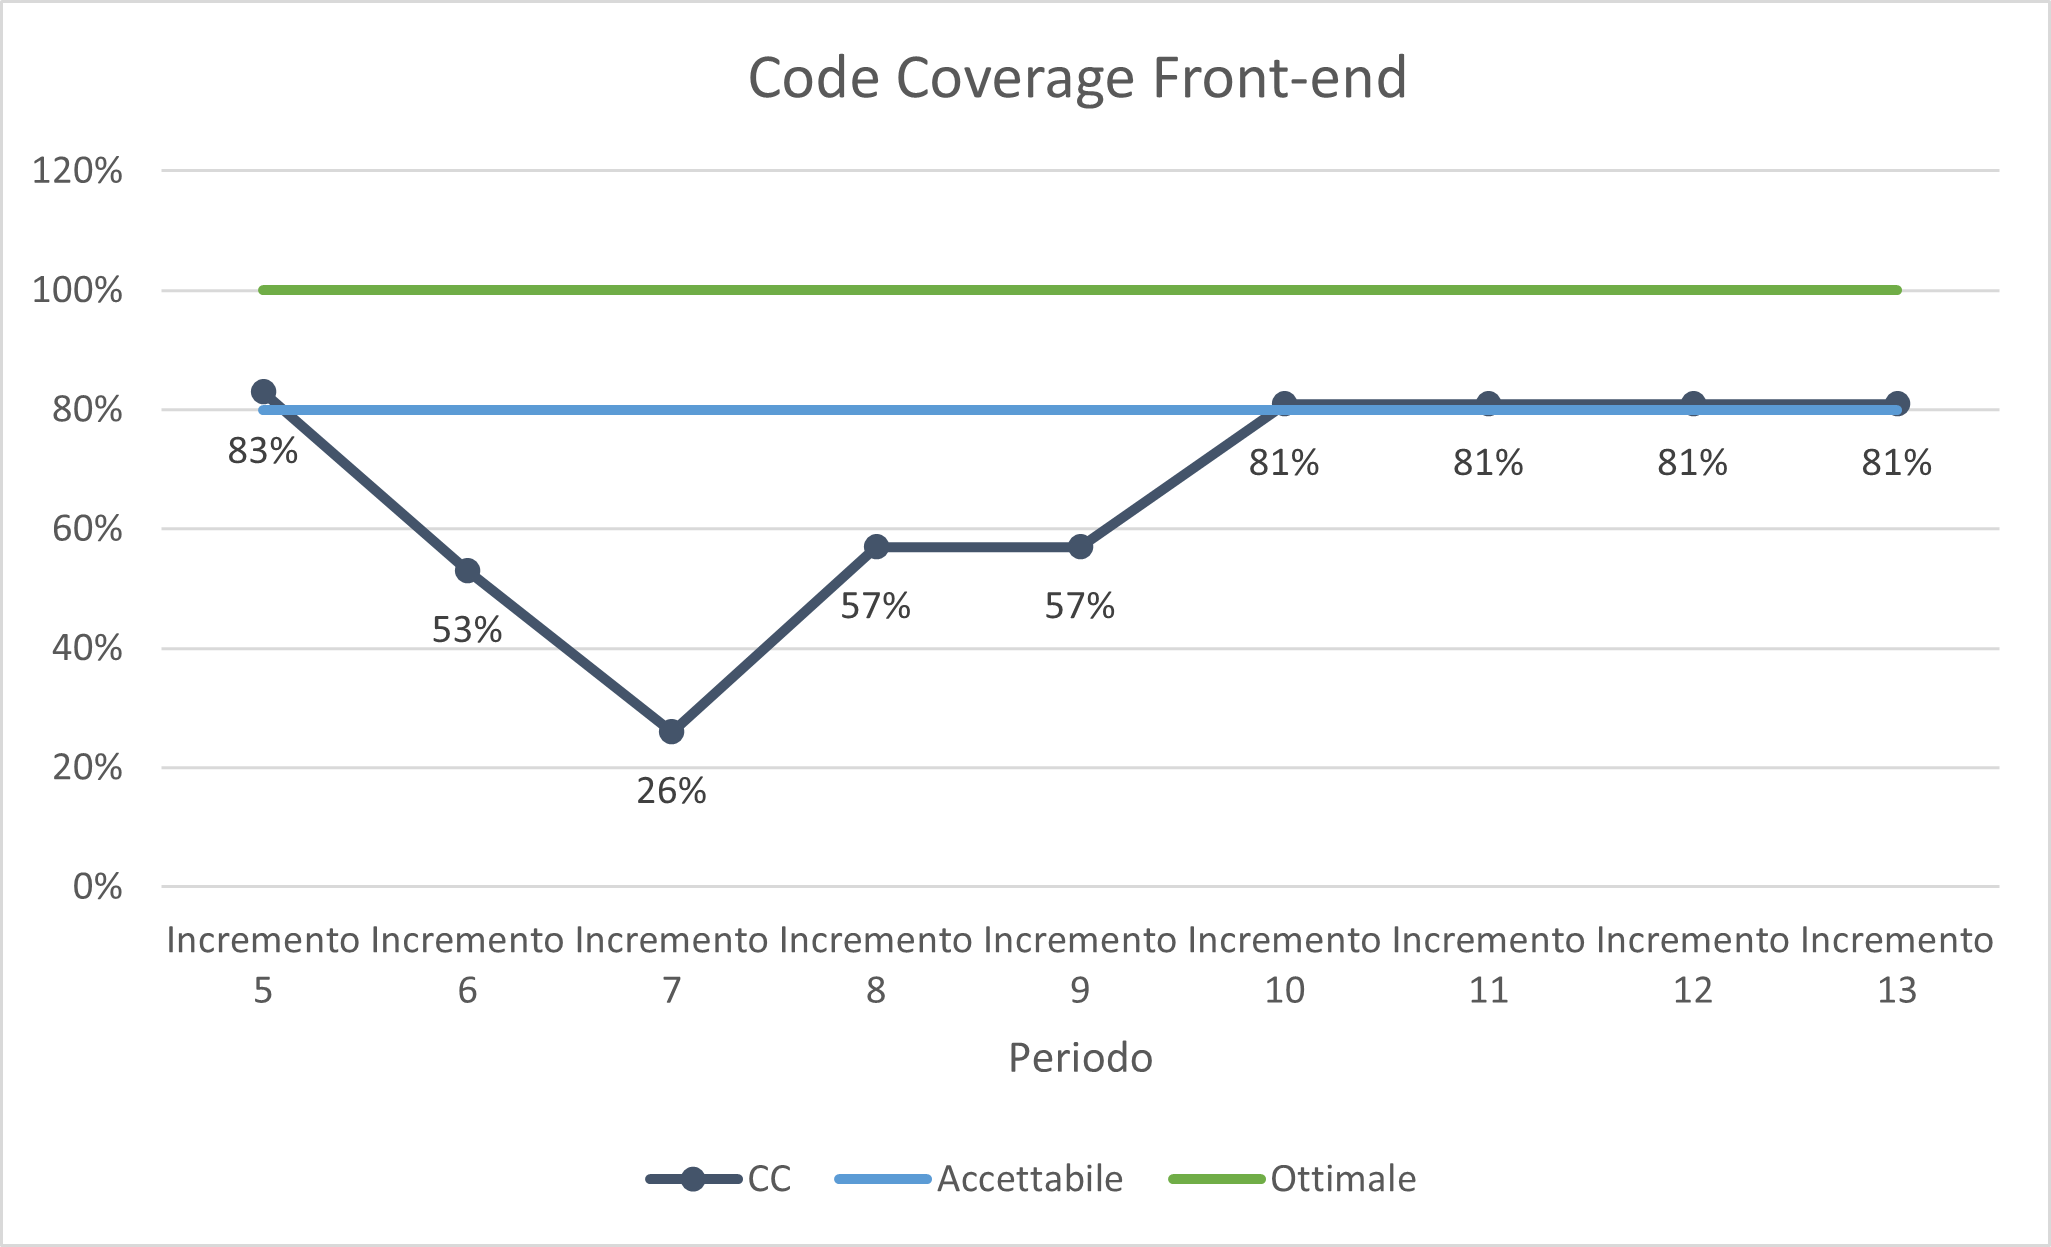 Code Coverage Front-end
120%
100%
80%
60%
40%
20%
0%
83%
53%
26%
57%
57%
81%
81%
81%
81%
Incremento 5
Incremento 6
Incremento 7
Incremento 8
Incremento 9
Incremento 10
Incremento 11
Incremento 12
Incremento 13
Periodo
CC
Accettabile
Ottimale